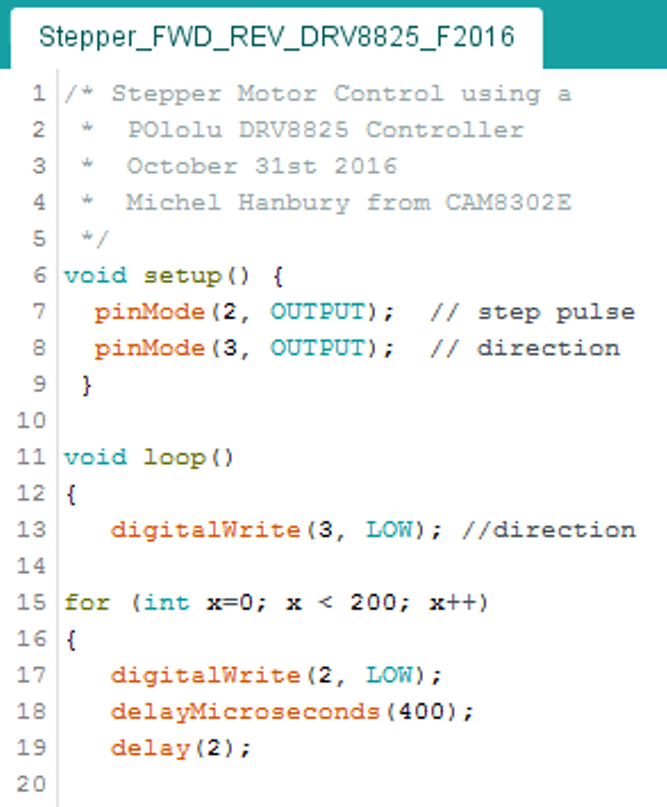 Stepper_FWD_REV_DRV8825_F2016
1 /* Stepper Motor Control using a
2 * POlolu DRV8825 Controller
3 * October 31st 2016
4 * Michel Hanbury from CAM8302E
5 */
6 void setup() {
7 pinMode(2, OUTPUT); // step pulse
8 pinMode(3, OUTPUT); // direction
9 }
10
11 void loop()
12 {
13 digitalWrite(3, LOW); //direction
14
15 for (int x=0; x < 200; x++)
16 {
17 digitalWrite(2, LOW);
18 delayMicroseconds(400);
19 delay(2);
20